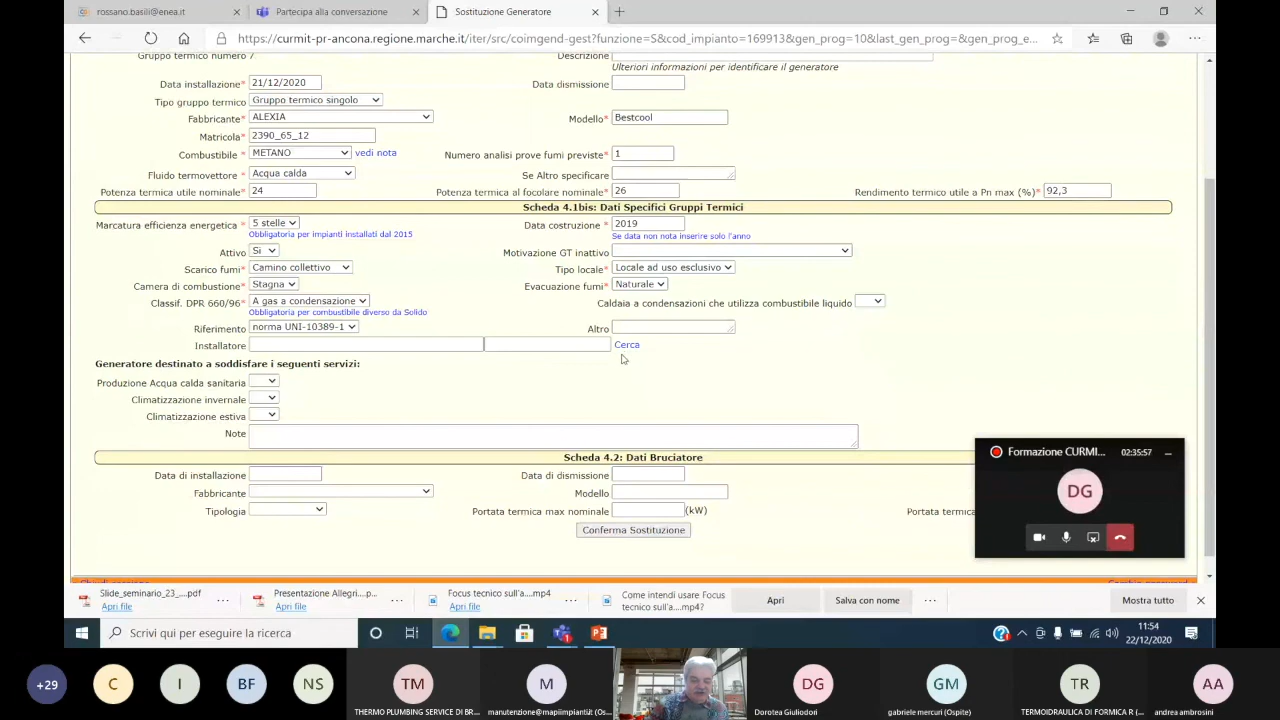 rossano.basili@enea.it
Partecipa alla conversazione
Sostituzione Generatore
https://curmit-pr-ancona.regione.marche.it/iter/src/coimgend-gest?funzione=S&cod_impianto=169913&gen_prog=10&last_gen_prog=&gen_prog_e...
Gruppo termico numero 7 Descrizione
Ulteriori informazioni per identificare il generatore
Data installazione* 21/12/2020 Data dismissione
Tipo gruppo termico Gruppo termico singolo
Fabbricante* ALEXIA Modello* Bestcool
Matricola* 2390_65_12
Combustibile* METANO vedi nota Numero analisi prove fumi previste* 1
Fluido termovettore* Acqua calda Se Altro specificare
Potenza termica utile nominale* 24 Potenza termica al focolare nominale* 26 Rendimento termico utile a Pn max (%)* 92,3
Scheda 4.1bis: Dati Specifici Gruppi Termici
Marcatura efficienza energetica* 5 stelle Data costruzione* 2019
Obbligatoria per impianti installati dal 2015 Se data non nota inserire solo l'anno
Attivo Si Motivazione GT inattivo
Scarico fumi* Camino collettivo Tipo locale* Locale ad uso esclusivo
Camera di combustione* Stagna Evacuazione fumi* Naturale
Classif. DPR 660/96* A gas a condensazione Caldaia a condensazioni che utilizza combustibile liquido
Obbligatoria per combustibile diverso da Solido
Riferimento norma UNI-10389-1 Altro
Installatore Cerca
Generatore destinato a soddisfare i seguenti servizi:
Produzione Acqua calda sanitaria
Climatizzazione invernale
Climatizzazione estiva
Note
Scheda 4.2: Dati Bruciatore
Data di installazione Data di dismissione
Fabbricante Modello
Tipologia Portata termica max nominale (kW) Portata termica
Conferma Sostituzione
Formazione CURMI... 02:35:57
DG
Slide_seminario_23_....pdf
Apri file
Presentazione Allegri....pdf
Apri file
Focus tecnico sull'a....mp4
Apri file
Come intendi usare Focus
tecnico sull'a....mp4?
Apri
Salva con nome
Mostra tutto
Scrivi qui per eseguire la ricerca
11:54
22/12/2020
+29 C I BF NS TM M DG GM TR AA
THERMO PLUMBING SERVICE DI BR...
manutenzione@mapiimpianti2 (Os...
Dorotea Giuliodori
gabriele mercuri (Ospite)
TERMOIDRAULICA DI FORMICA R (...
andrea ambrosini